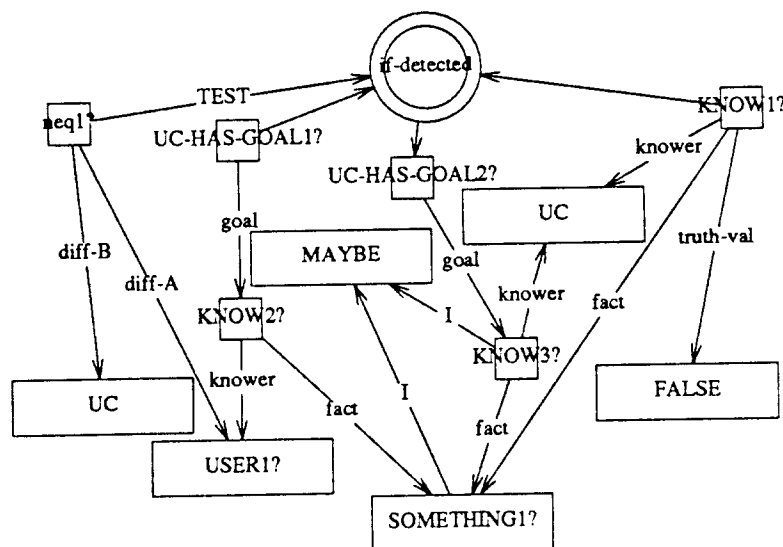 if-detected
TEST
KNOW1?
neq1?
UC-HAS-GOAL1?
knower
UC-HAS-GOAL2?
UC
goal
truth-val
diff-B
MAYBE
goal
diff-A
knower
fact
I
KNOW2?
KNOW3?
knower
FALSE
UC
fact
I
fact
USER1?
SOMETHING1?